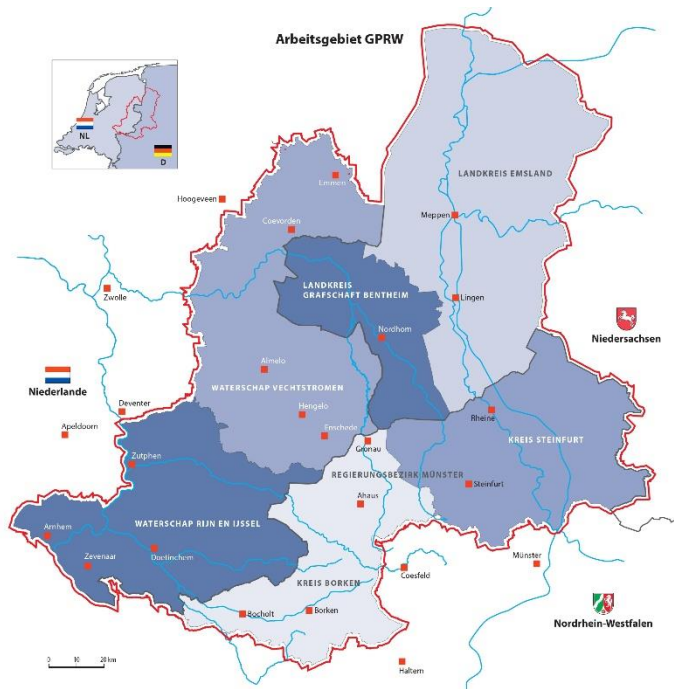 Arbeitsgebiet GPRW
NL
D
Emmen
LANDKREIS EMSLAND
Hoogeveen
Meppen
Coevorden
LANDKREIS
GRAFSCHAFT BENTHEIM
Zwolle
Lingen
Niedersachsen
Nordhorn
Almelo
Niederlande
WATERSCHAP VECHTSTROMEN
Deventer
Hengelo
Rheine
Apeldoorn
Enschede
Gronau
KREIS STEINFURT
Zutphen
REGIERUNGSBEZIRK MÜNSTER
Steinfurt
Ahaus
WATERSCHAP RIJN EN IJSSEL
Arnhem
Doetinchem
Zevenaar
Münster
Coesfeld
KREIS BORKEN
Bocholt
Borken
Nordrhein-Westfalen
0 10 20 km
Haltern